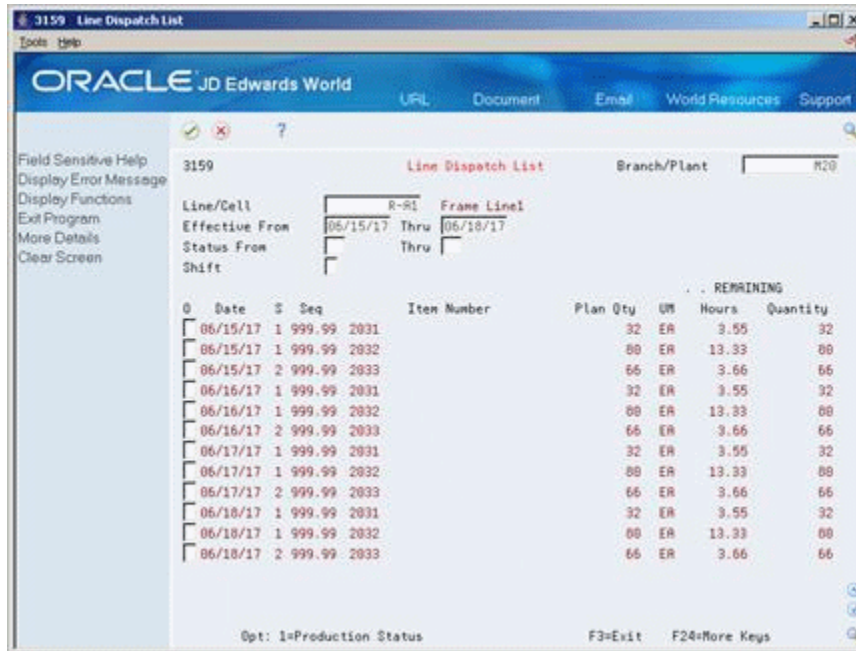 3159 Line Dispatch List
Tools Help
ORACLE JD Edwards World
URL Document Email World Resources Support
?
Field Sensitive Help
Display Error Message
Display Functions
Exit Program
More Details
Clear Screen
3159 Line Dispatch List Branch/Plant M20
Line/Cell R-A1 Frame Line1
Effective From 06/15/17 Thru 06/18/17
Status From Thru
Shift
. . REMAINING
O Date S Seq Item Number Plan Qty UM Hours Quantity
06/15/17 1 999.99 2031 32 EA 3.55 32
06/15/17 1 999.99 2032 80 EA 13.33 80
06/15/17 2 999.99 2033 66 EA 3.66 66
06/16/17 1 999.99 2031 32 EA 3.55 32
06/16/17 1 999.99 2032 80 EA 13.33 80
06/16/17 2 999.99 2033 66 EA 3.66 66
06/17/17 1 999.99 2031 32 EA 3.55 32
06/17/17 1 999.99 2032 80 EA 13.33 80
06/17/17 2 999.99 2033 66 EA 3.66 66
06/18/17 1 999.99 2031 32 EA 3.55 32
06/18/17 1 999.99 2032 80 EA 13.33 80
06/18/17 2 999.99 2033 66 EA 3.66 66
Opt: 1=Production Status F3=Exit F24=More Keys